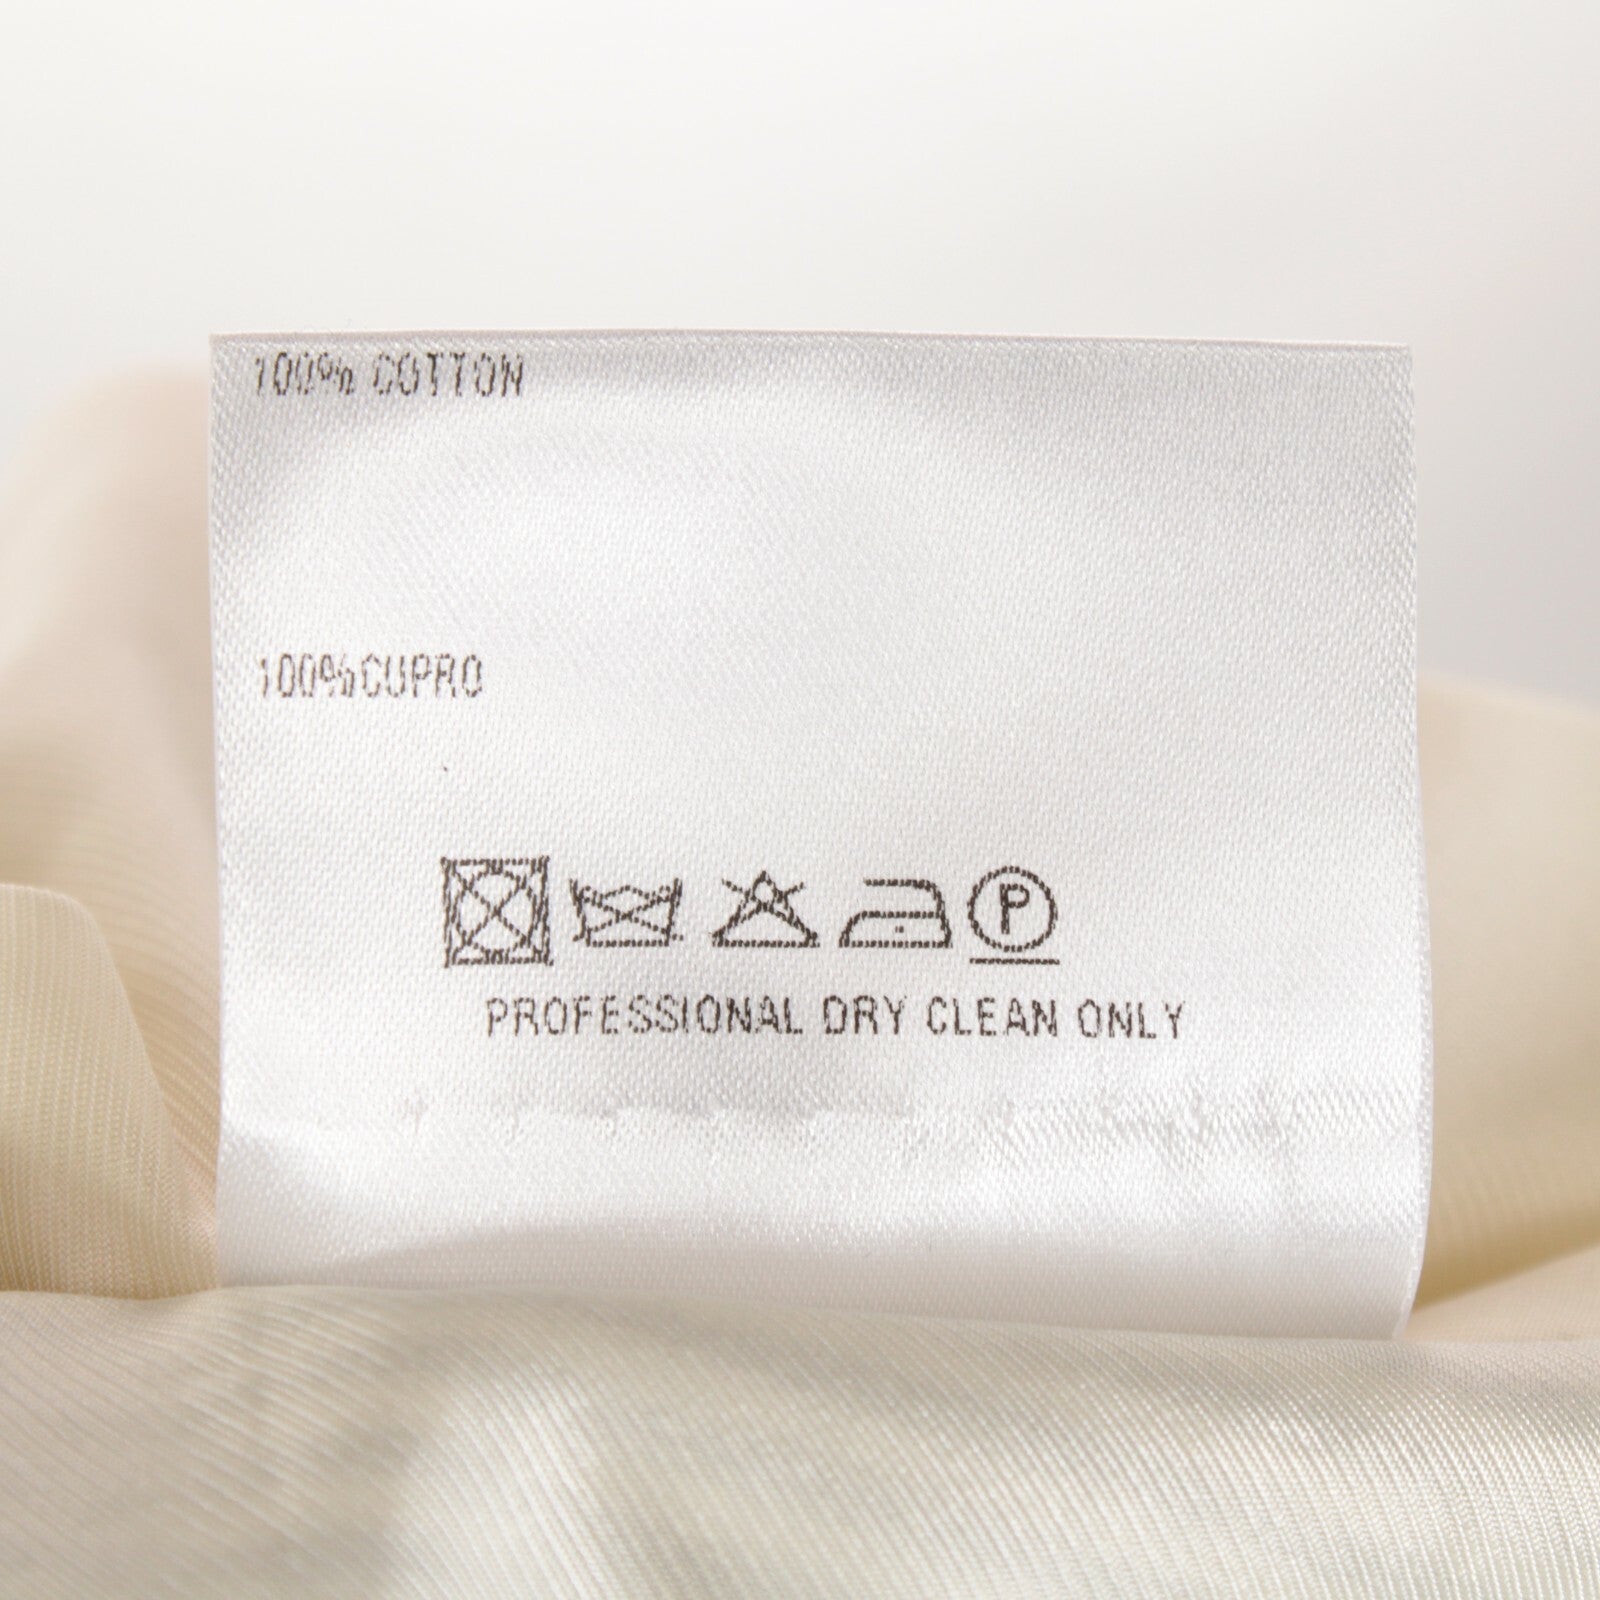 100% COTTON
100%CUPRO
P
PROFESSIONAL DRY CLEAN ONLY